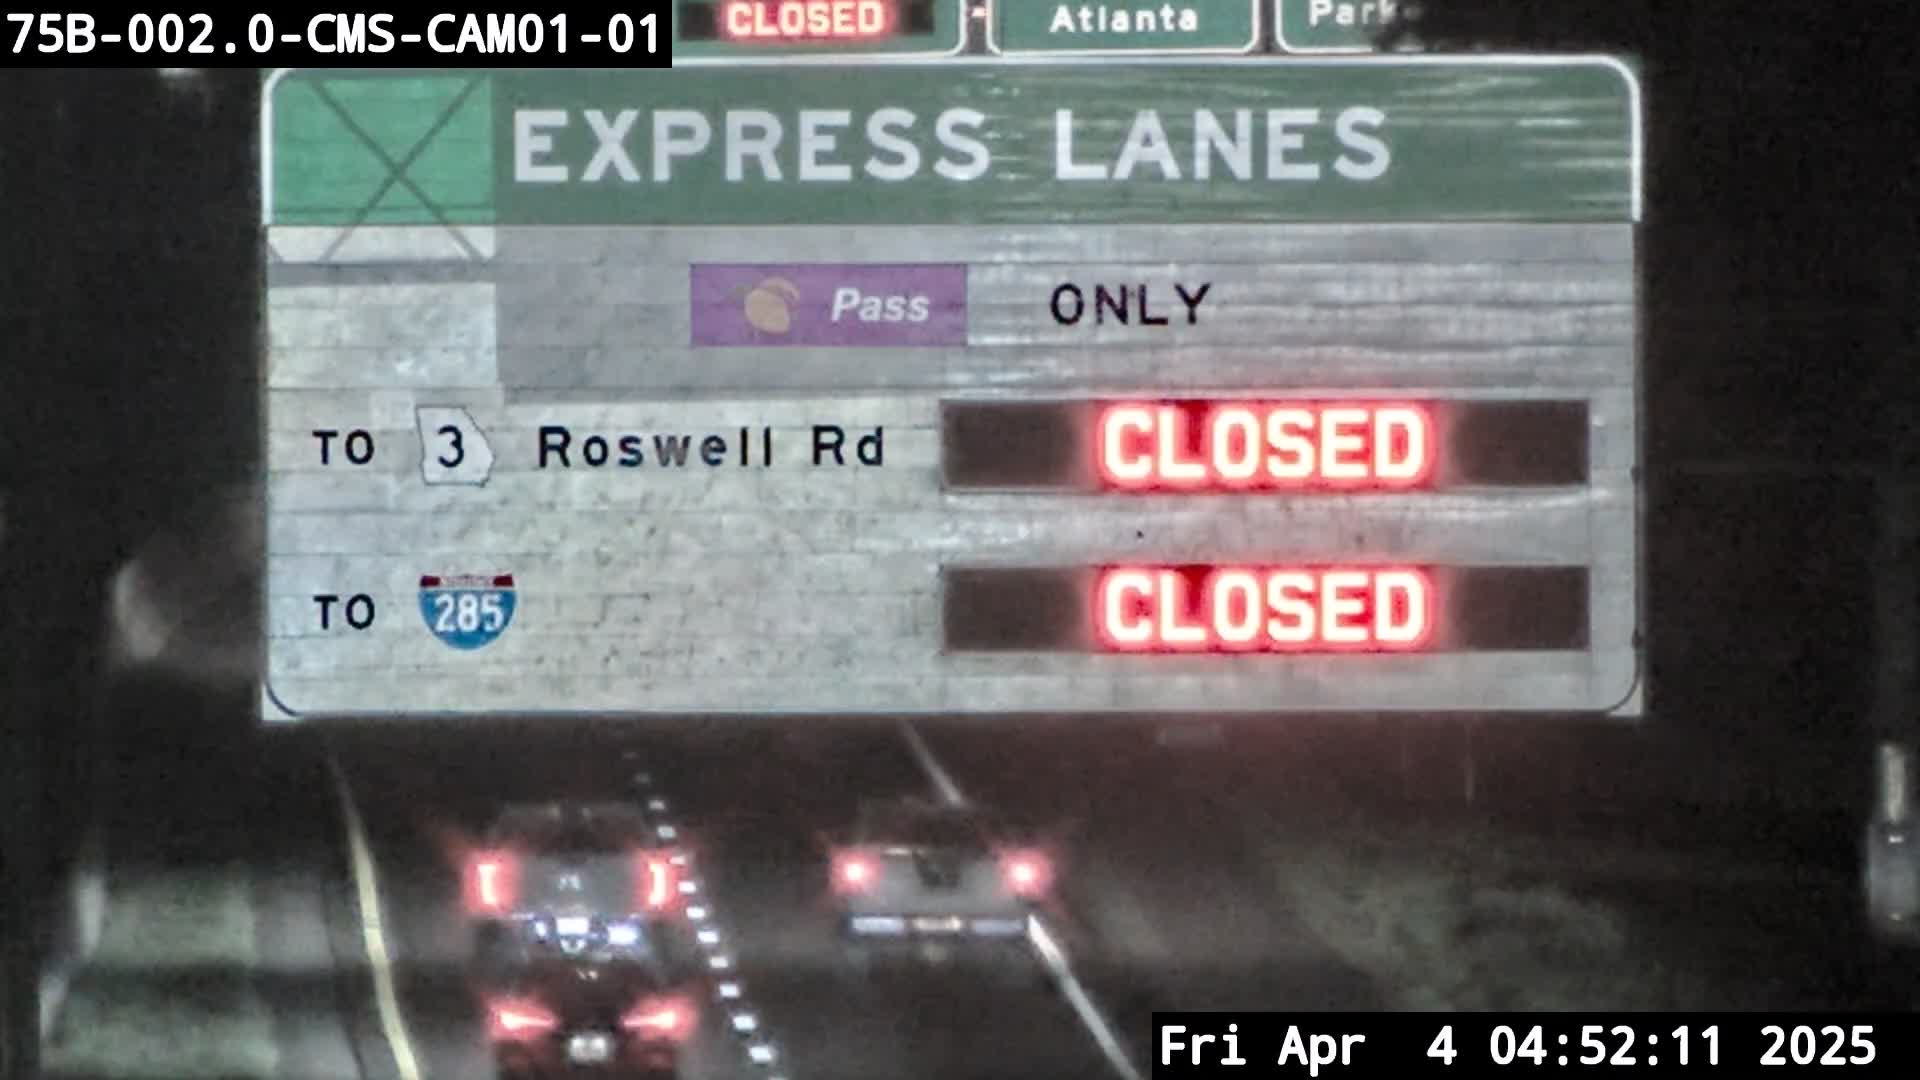 75B-002.0-CMS-CAM01-01
CLOSED
Atlanta
Park
EXPRESS LANES
Pass ONLY
TO 3 Roswell Rd CLOSED
TO 285 CLOSED
Fri Apr 4 04:52:11 2025